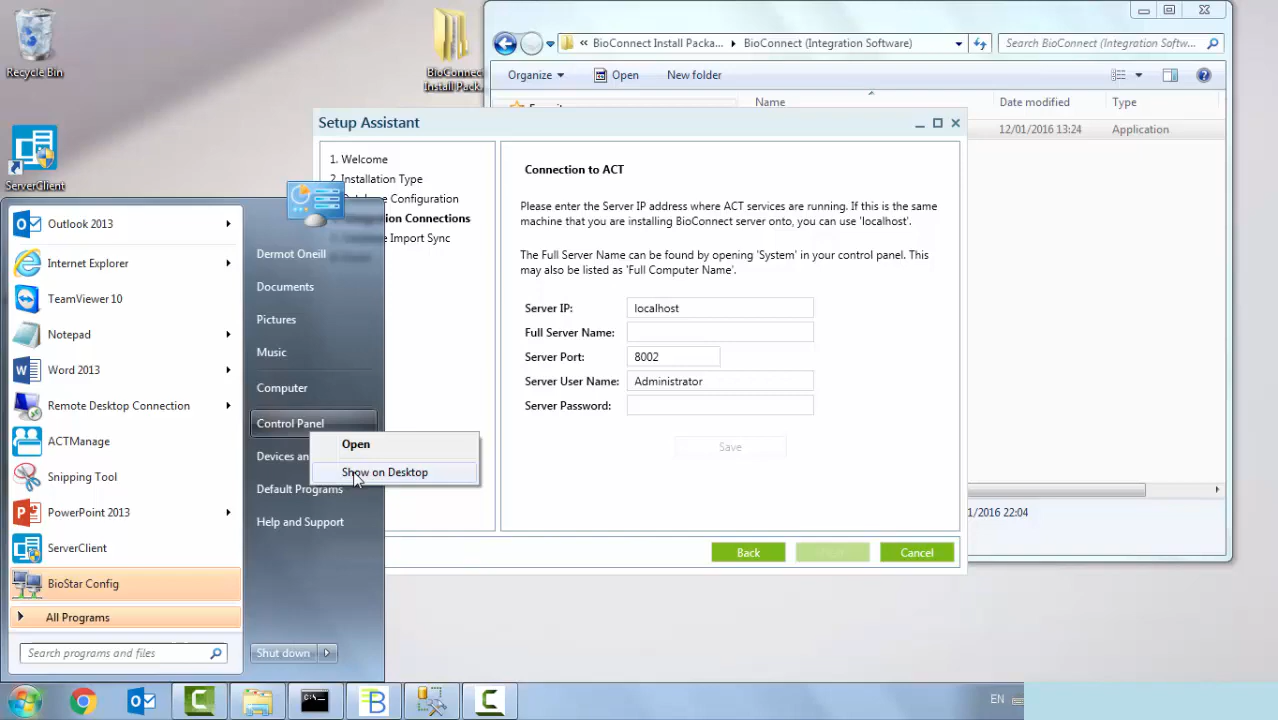 Recycle Bin
BioConnect
Install Pack.
ServerClient
« BioConnect Install Packa... BioConnect (Integration Software)
Search BioConnect (Integration Softw...
Organize Open New folder
Name Date modified Type
12/01/2016 13:24 Application
/2016 22:04
Setup Assistant
1. Welcome
2. Installation Type
Configuration
Connections
Import Sync
Connection to ACT
Please enter the Server IP address where ACT services are running. If this is the same
machine that you are installing BioConnect server onto, you can use 'localhost'.
The Full Server Name can be found by opening 'System' in your control panel. This
may also be listed as 'Full Computer Name'.
Server IP: localhost
Full Server Name:
Server Port: 8002
Server User Name: Administrator
Server Password:
Save
Back
Cancel
Outlook 2013
Internet Explorer
TeamViewer 10
Notepad
Word 2013
Remote Desktop Connection
ACTManage
Snipping Tool
PowerPoint 2013
ServerClient
BioStar Config
All Programs
Search programs and files
Dermot Oneill
Documents
Pictures
Music
Computer
Control Panel
Devices an
Default Programs
Help and Support
Shut down
Open
Show on Desktop
EN